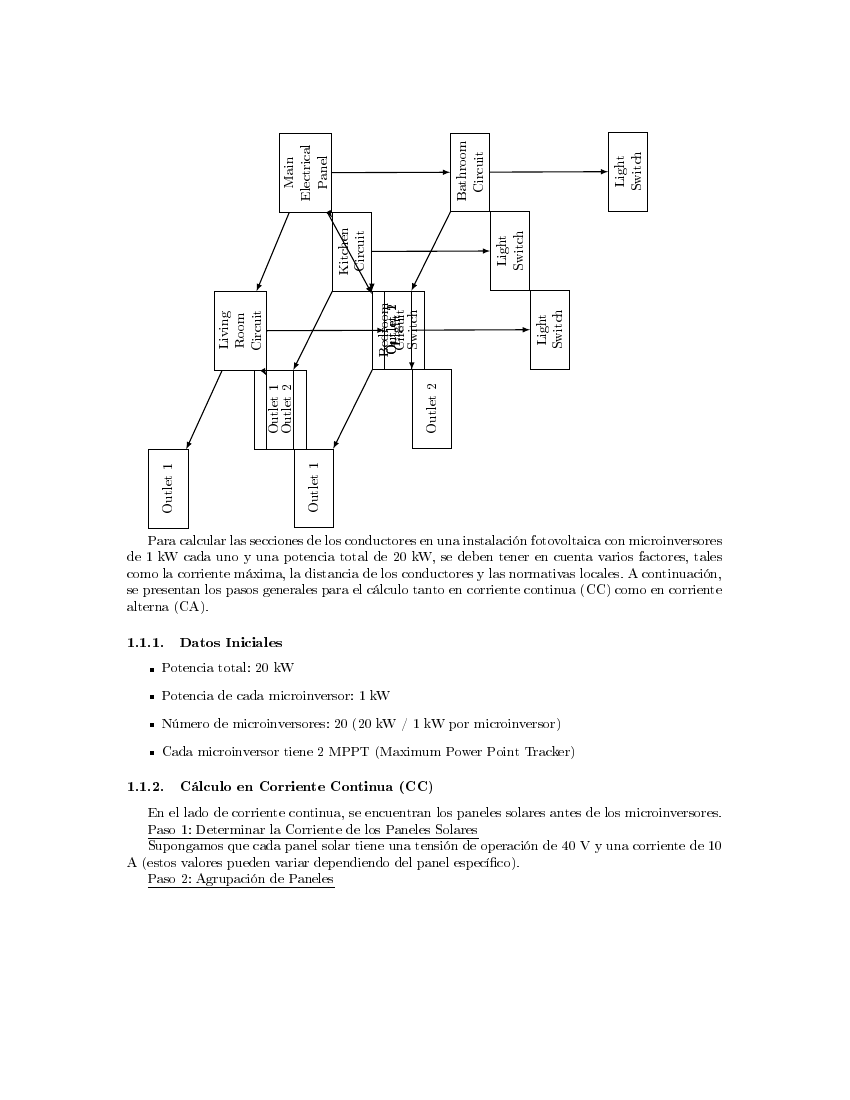 Main
Electrical
Panel
Bathroom
Circuit
Light
Switch
Kitchen
Circuit
Light
Switch
Living
Room
Circuit
Bedroom
Circuit
Switch
Light
Switch
Outlet 1
Outlet 2
Outlet 2
Outlet 1
Outlet 1
Para calcular las secciones de los conductores en una instalación fotovoltaica con microinversores
de 1 kW cada uno y una potencia total de 20 kW, se deben tener en cuenta varios factores, tales
como la corriente máxima, la distancia de los conductores y las normativas locales. A continuación,
se presentan los pasos generales para el cálculo tanto en corriente continua (CC) como en corriente
alterna (CA).
1.1.1. Datos Iniciales
Potencia total: 20 kW
Potencia de cada microinversor: 1 kW
Número de microinversores: 20 (20 kW / 1 kW por microinversor)
Cada microinversor tiene 2 MPPT (Maximum Power Point Tracker)
1.1.2. Cálculo en Corriente Continua (CC)
En el lado de corriente continua, se encuentran los paneles solares antes de los microinversores.
Paso 1: Determinar la Corriente de los Paneles Solares
Supongamos que cada panel solar tiene una tensión de operación de 40 V y una corriente de 10
A (estos valores pueden variar dependiendo del panel específico).
Paso 2: Agrupación de Paneles